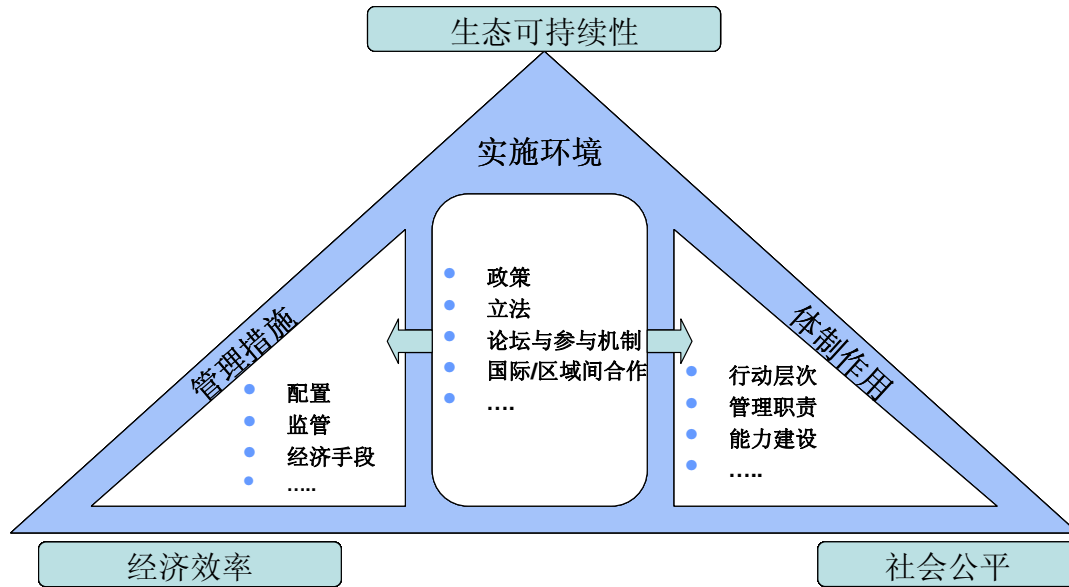 生态可持续性
实施环境
政策
立法
论坛与参与机制
国际/区域间合作
....
管理措施
配置
监管
经济手段
.....
体制作用
行动层次
管理职责
能力建设
.....
经济效率
社会公平